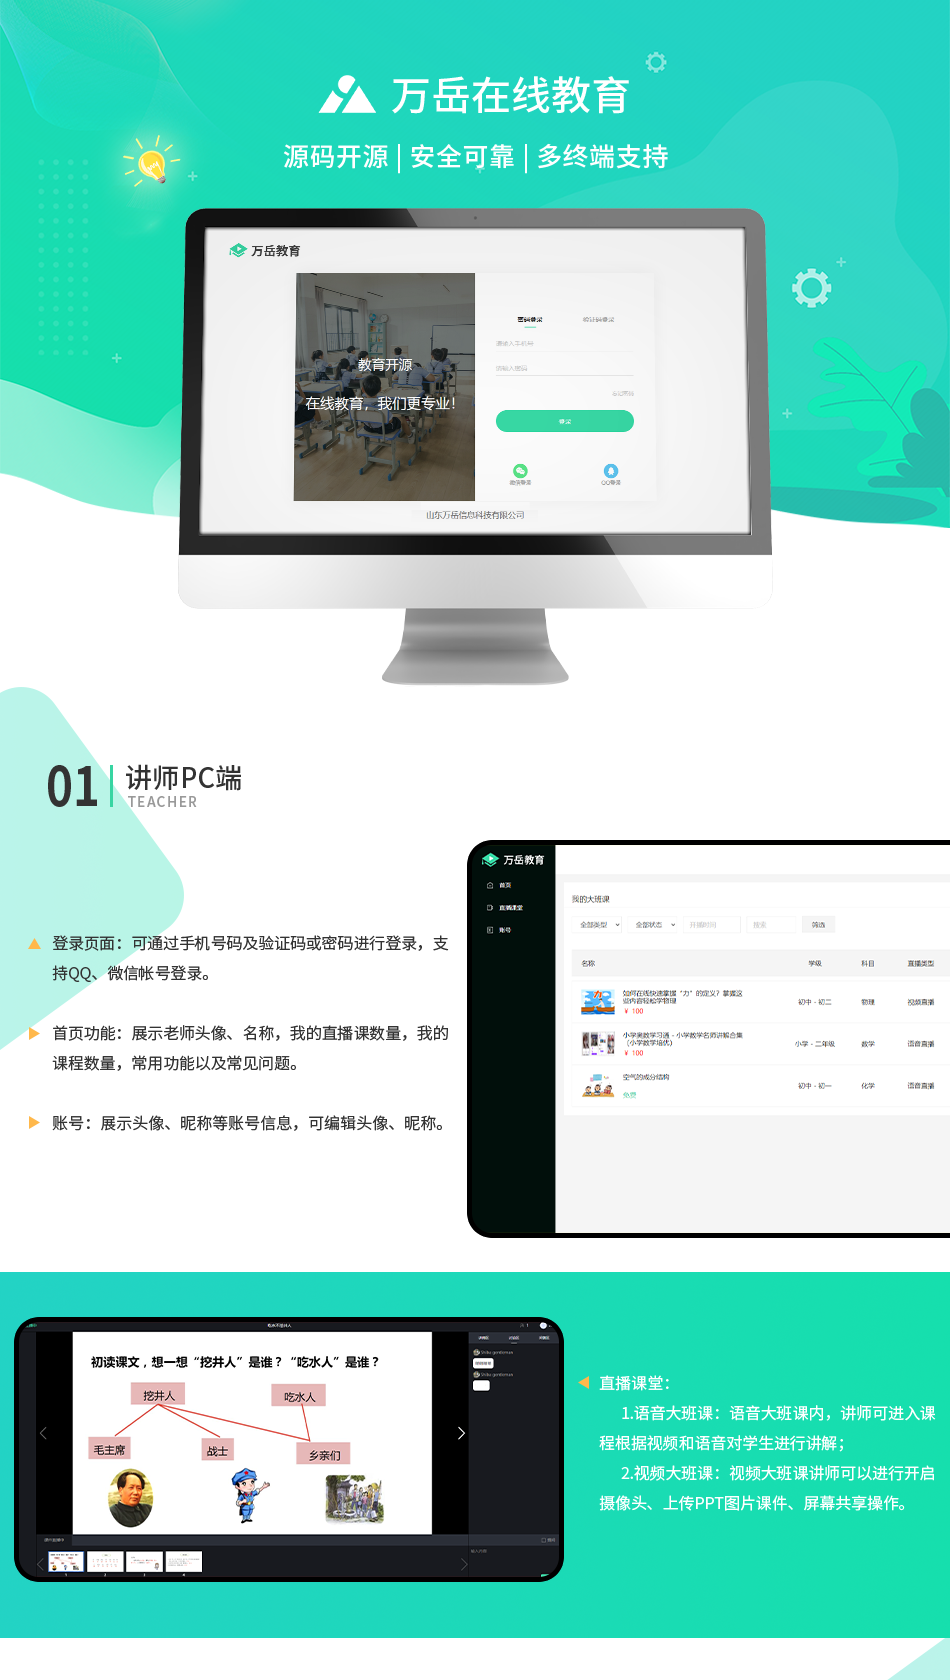 万岳在线教育
源码开源 | 安全可靠 | 多终端支持
万岳教育
教育开源
在线教育，我们更专业！
密码登录 验证码登录
请输入手机号
请输入密码
忘记密码
登录
微信登录 QQ登录
山东万岳信息科技有限公司
01 讲师PC端
TEACHER
登录页面：可通过手机号码及验证码或密码进行登录，支
持QQ、微信帐号登录。
首页功能：展示老师头像、名称，我的直播课数量，我的
课程数量，常用功能以及常见问题。
账号：展示头像、昵称等账号信息，可编辑头像、昵称。
万岳教育
首页
直播课堂
账号
我的大班课
全部类型 全部状态 开播时间 搜索 筛选
名称 学级 科目 直播类型
如何在线快速掌握“力”的定义？掌握这
些内容轻松学物理
¥ 100
初中 - 初二 物理 视频直播
小学奥数学习通 - 小学数学名师讲解合集
（小学数学培优）
¥ 100
小学 - 二年级 数学 语音直播
空气的成分结构
免费
初中 - 初一 化学 语音直播
吃水不忘挖井人
初读课文，想一想“挖井人”是谁？“吃水人”是谁？
挖井人 吃水人
毛主席 战士 乡亲们
直播课堂：
1.语音大班课：语音大班课内，讲师可进入课
程根据视频和语音对学生进行讲解；
2.视频大班课：视频大班课讲师可以进行开启
摄像头、上传PPT图片课件、屏幕共享操作。